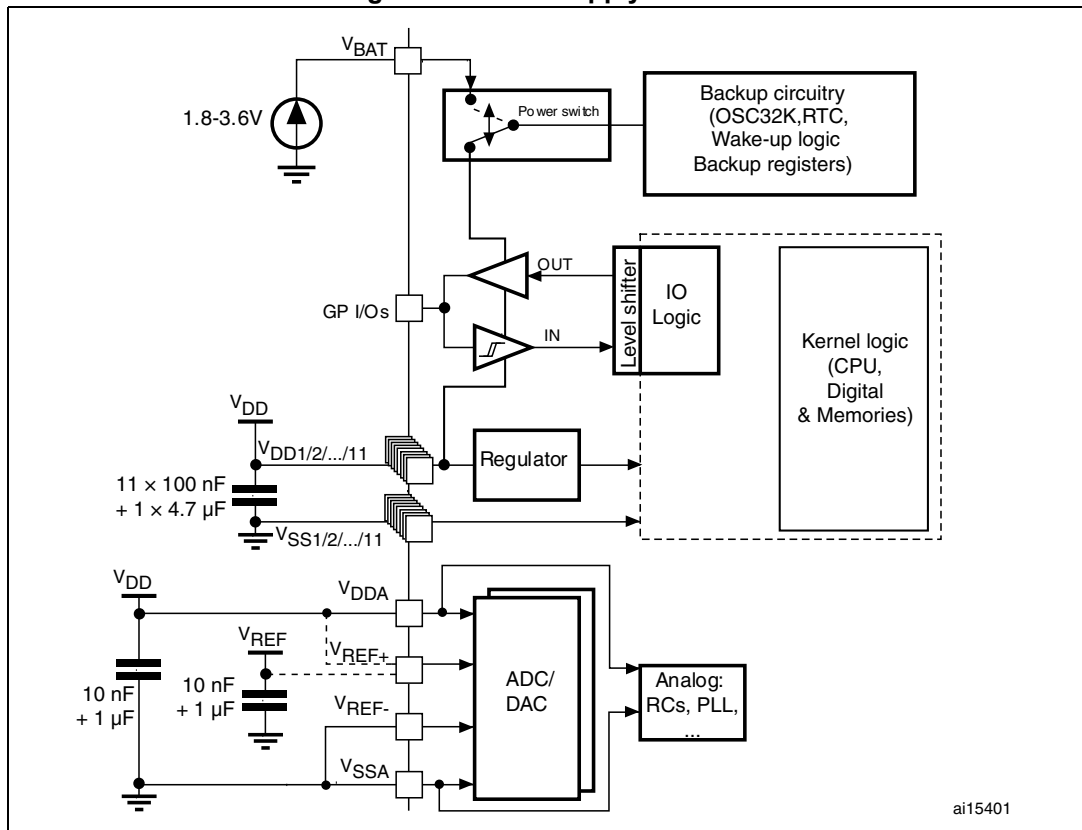 VBAT
1.8-3.6V
Power switch
Backup circuitry
(OSC32K,RTC,
Wake-up logic
Backup registers)
GP I/Os
OUT
IN
Level shifter
IO
Logic
Kernel logic
(CPU,
Digital
& Memories)
VDD
VDD1/2/.../11
11 × 100 nF
+ 1 × 4.7 µF
VSS1/2/.../11
Regulator
VDD
VDDA
VREF
VREF+
10 nF
+ 1 µF
10 nF
+ 1 µF
VREF-
VSSA
ADC/
DAC
Analog:
RCs, PLL,
...
ai15401